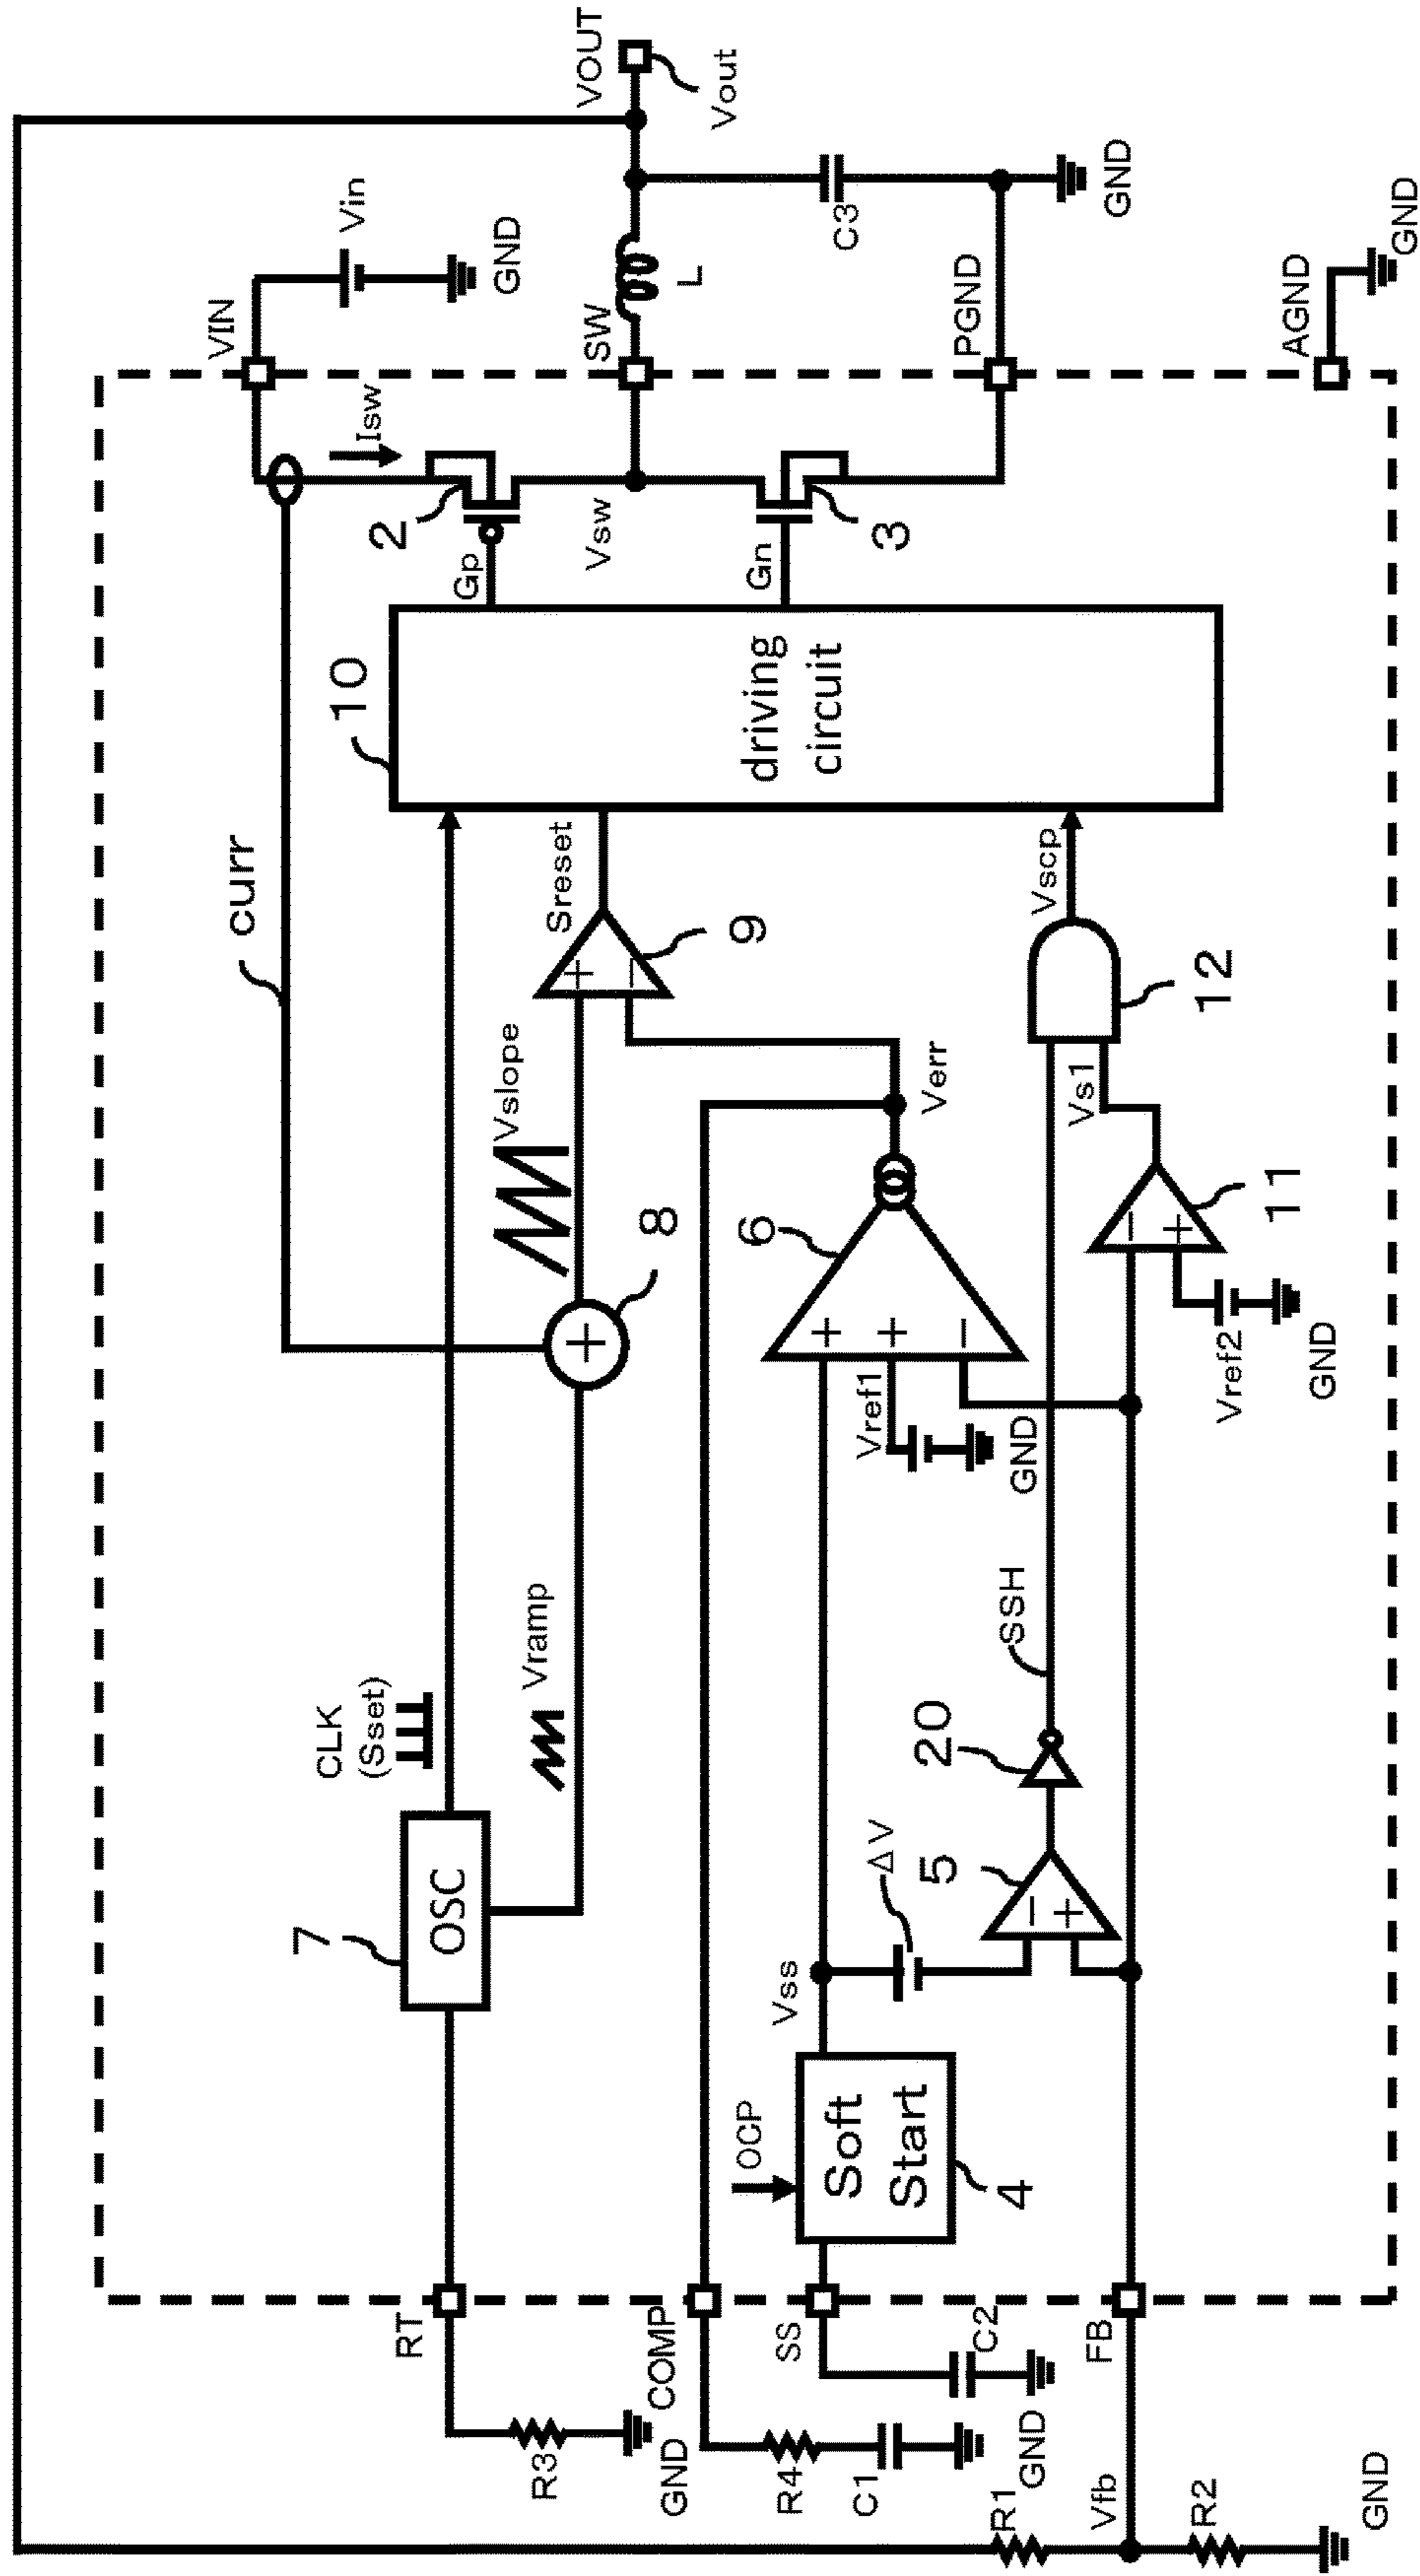 VOUT
Vout
Vin
GND
VIN
SW
L
C3
GND
PGND
AGND
GND
Isw
2
Gp
Vsw
Gn
3
10
driving
circuit
curr
Sreset
9
Vscp
12
Vslope
8
Verr
Vs1
6
11
Vref1
GND
Vref2
GND
CLK
(Sset)
Vramp
SSH
20
7
OSC
ΔV
5
Vss
OCP
Soft
Start
4
RT
COMP
SS
C2
FB
R3
GND
R4
C1
GND
R1
Vfb
R2
GND